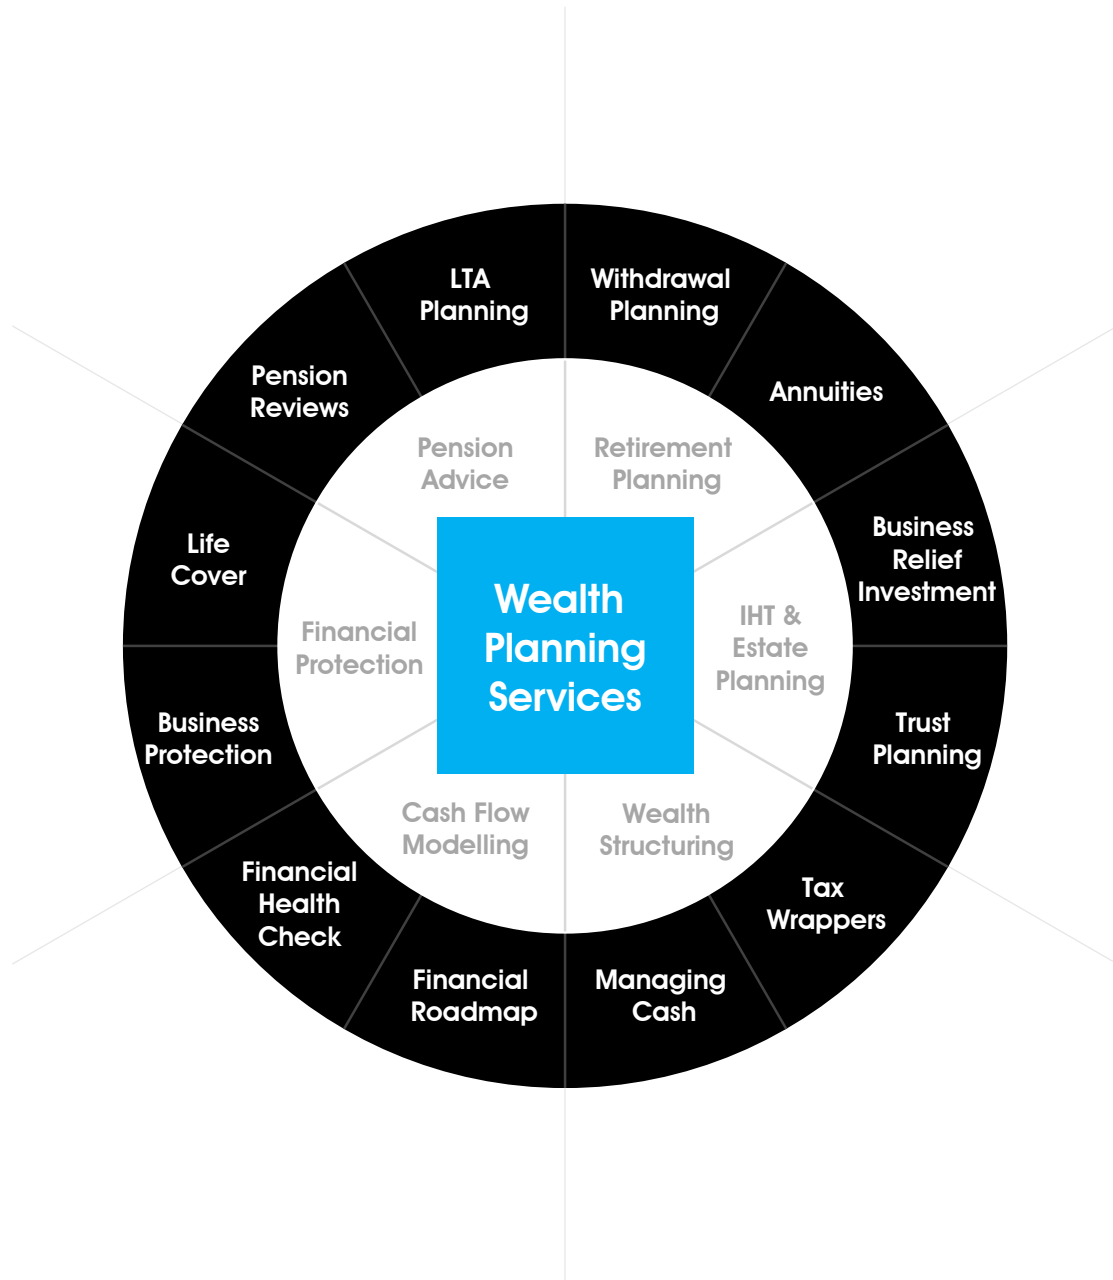 LTA
Planning
Withdrawal
Planning
Pension
Reviews
Annuities
Pension
Advice
Retirement
Planning
Life
Cover
Business
Relief
Investment
Financial
Protection
Wealth
Planning
Services
IHT &
Estate
Planning
Business
Protection
Trust
Planning
Cash Flow
Modelling
Wealth
Structuring
Financial
Health
Check
Tax
Wrappers
Financial
Roadmap
Managing
Cash